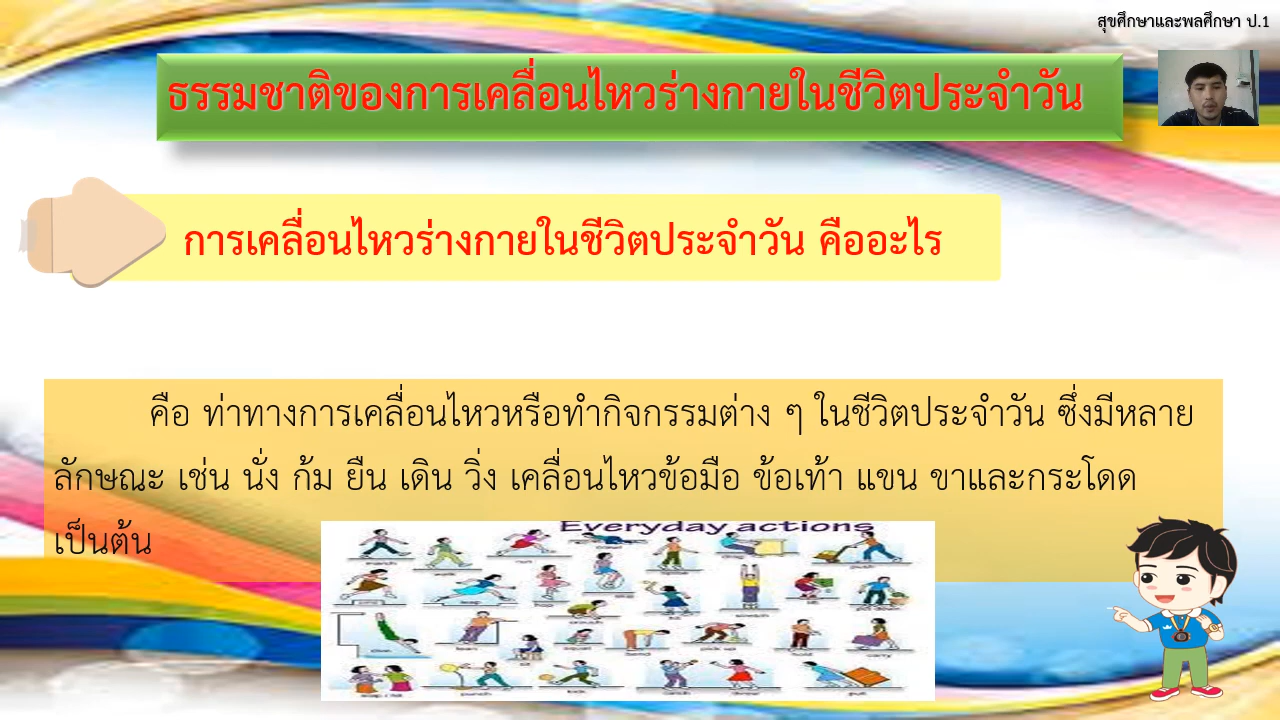 สุขศึกษาและพลศึกษา ป.1
ธรรมชาติของการเคลื่อนไหวร่างกายในชีวิตประจำวัน
การเคลื่อนไหวร่างกายในชีวิตประจำวัน คืออะไร
คือ ท่าทางการเคลื่อนไหวหรือทำกิจกรรมต่าง ๆ ในชีวิตประจำวัน ซึ่งมีหลาย
ลักษณะ เช่น นั่ง ก้ม ยืน เดิน วิ่ง เคลื่อนไหวข้อมือ ข้อเท้า แขน ขาและกระโดด
เป็นต้น
Everyday actions